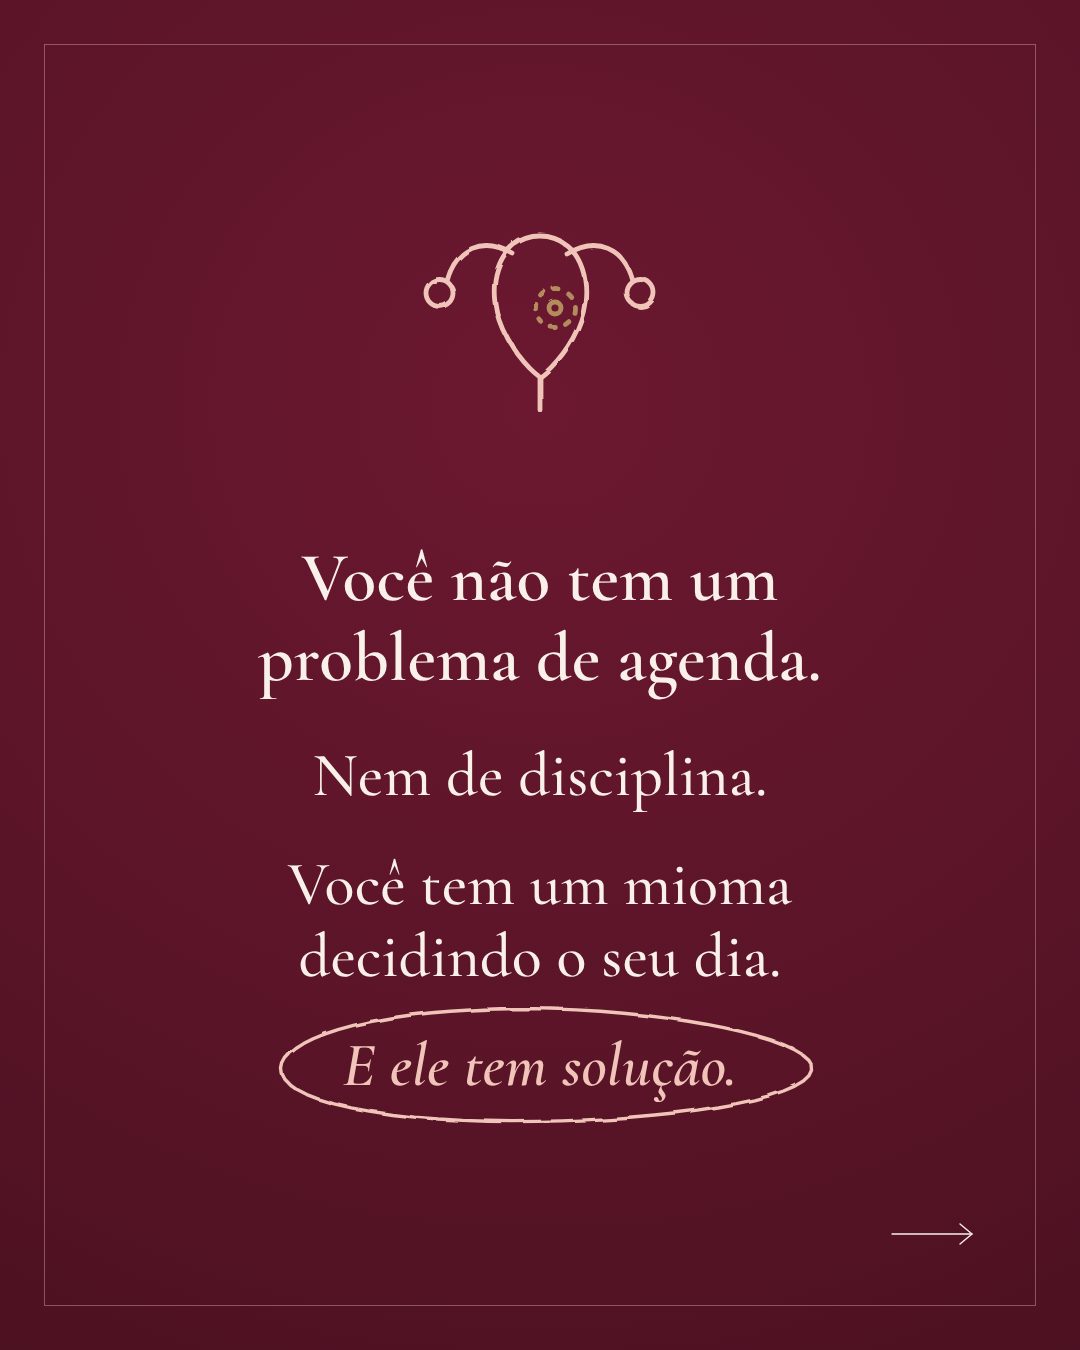 Você não tem um
problema de agenda.
Nem de disciplina.
Você tem um mioma
decidindo o seu dia.
E ele tem solução.